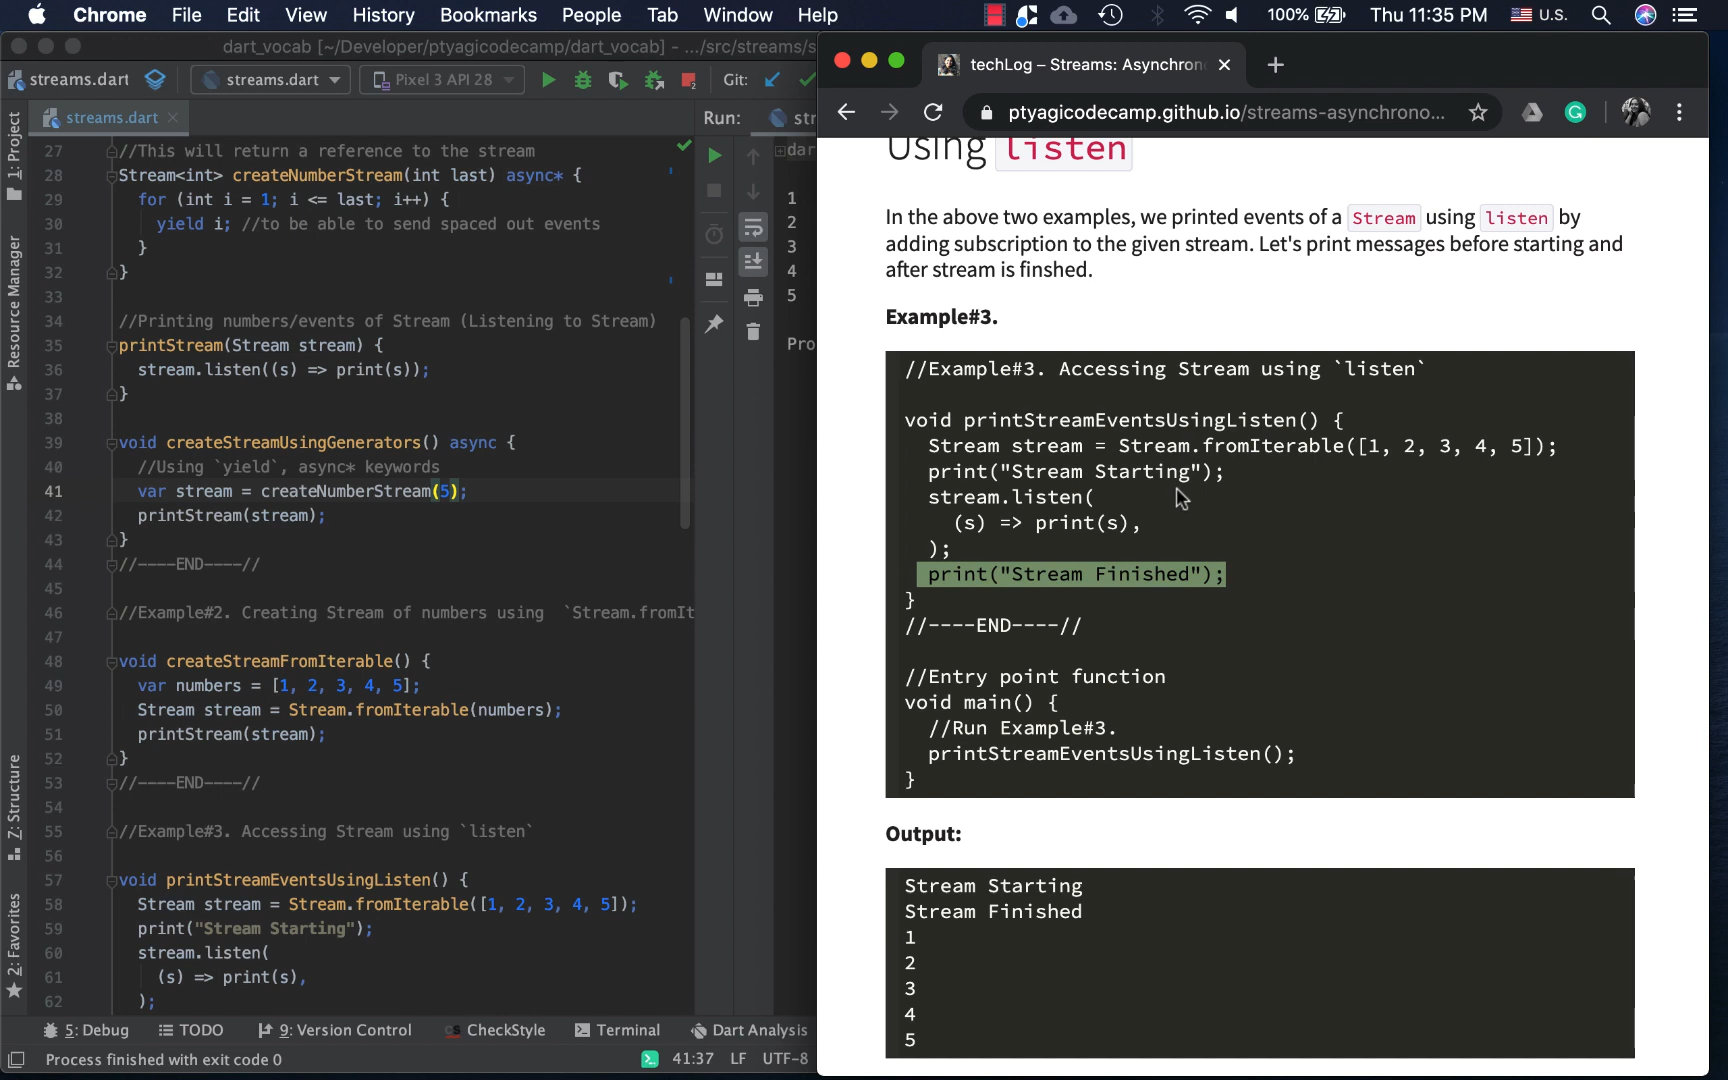 Chrome File Edit View History Bookmarks People Tab Window Help 100% Thu 11:35 PM U.S.
dart_vocab [~/Developer/ptyagicodecamp/dart_vocab] - .../src/streams/s
streams.dart streams.dart Pixel 3 API 28 Git:
streams.dart
Run: str
1: Project
Resource Manager
Z: Structure
2: Favorites
27 //This will return a reference to the stream
28 Stream<int> createNumberStream(int last) async* {
29 for (int i = 1; i <= last; i++) {
30 yield i; //to be able to send spaced out events
31 }
32 }
33
34 //Printing numbers/events of Stream (Listening to Stream)
35 printStream(Stream stream) {
36 stream.listen((s) => print(s));
37 }
38
39 void createStreamUsingGenerators() async {
40 //Using `yield`, async* keywords
41 var stream = createNumberStream(5);
42 printStream(stream);
43 }
44 //----END----//
45
46 //Example#2. Creating Stream of numbers using `Stream.fromIt
47
48 void createStreamFromIterable() {
49 var numbers = [1, 2, 3, 4, 5];
50 Stream stream = Stream.fromIterable(numbers);
51 printStream(stream);
52 }
53 //----END----//
54
55 //Example#3. Accessing Stream using `listen`
56
57 void printStreamEventsUsingListen() {
58 Stream stream = Stream.fromIterable([1, 2, 3, 4, 5]);
59 print("Stream Starting");
60 stream.listen(
61 (s) => print(s),
62 );
dar
1
2
3
4
5
Pro
5: Debug TODO 9: Version Control CheckStyle Terminal Dart Analysis
Process finished with exit code 0 41:37 LF UTF-8
techLog – Streams: Asynchron
ptyagicodecamp.github.io/streams-asynchrono...
Using listen
In the above two examples, we printed events of a Stream using listen by
adding subscription to the given stream. Let's print messages before starting and
after stream is finshed.
Example#3.
//Example#3. Accessing Stream using `listen`
void printStreamEventsUsingListen() {
Stream stream = Stream.fromIterable([1, 2, 3, 4, 5]);
print("Stream Starting");
stream.listen(
(s) => print(s),
);
print("Stream Finished");
}
//----END----//
//Entry point function
void main() {
//Run Example#3.
printStreamEventsUsingListen();
}
Output:
Stream Starting
Stream Finished
1
2
3
4
5